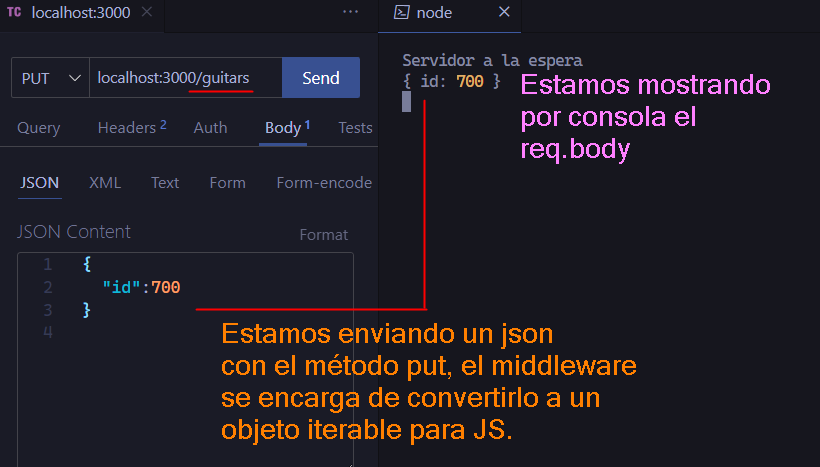 TC localhost:3000
PUT localhost:3000/guitars Send
Query Headers 2 Auth Body 1 Tests
JSON XML Text Form Form-encode
JSON Content Format
1 {
2 "id":700
3 }
4
node
Servidor a la espera
{ id: 700 }
Estamos mostrando
por consola el
req.body
Estamos enviando un json
con el método put, el middleware
se encarga de convertirlo a un
objeto iterable para JS.